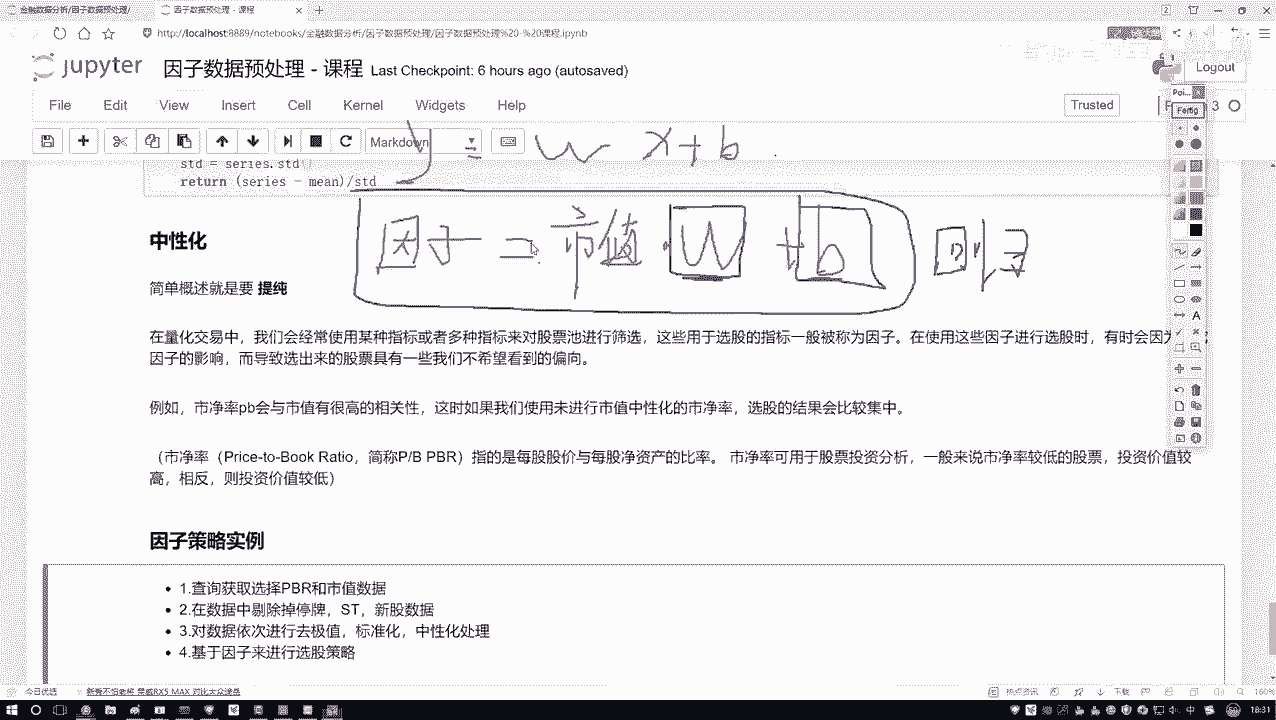 金融数据分析/因子数据预处理/
因子数据预处理 - 课程
http://localhost:8889/notebooks/金融数据分析/因子数据预处理/因子数据预处理%20-%20课程.ipynb
jupyter 因子数据预处理 - 课程 Last Checkpoint: 6 hours ago (autosaved)
Logout
File Edit View Insert Cell Kernel Widgets Help
Trusted
3
Poi...
Fertig
Markdown
y = w x + b
std = series.std()
return (series - mean)/std
中性化
因子 = 市值 · W + b
回归
简单概述就是要 提纯
在量化交易中,我们会经常使用某种指标或者多种指标来对股票池进行筛选,这些用于选股的指标一般被称为因子。在使用这些因子进行选股时,有时会因为
因子的影响,而导致选出来的股票具有一些我们不希望看到的偏向。
例如,市净率pb会与市值有很高的相关性,这时如果我们使用未进行市值中性化的市净率,选股的结果会比较集中。
(市净率(Price-to-Book Ratio,简称P/B PBR)指的是每股股价与每股净资产的比率。 市净率可用于股票投资分析,一般来说市净率较低的股票,投资价值较
高,相反,则投资价值较低)
因子策略实例
1.查询获取选择PBR和市值数据
2.在数据中剔除掉停牌,ST,新股数据
3.对数据依次进行去极值,标准化,中性化处理
4.基于因子来进行选股策略
今日优选
热点资讯
下载
160%
中
18:31